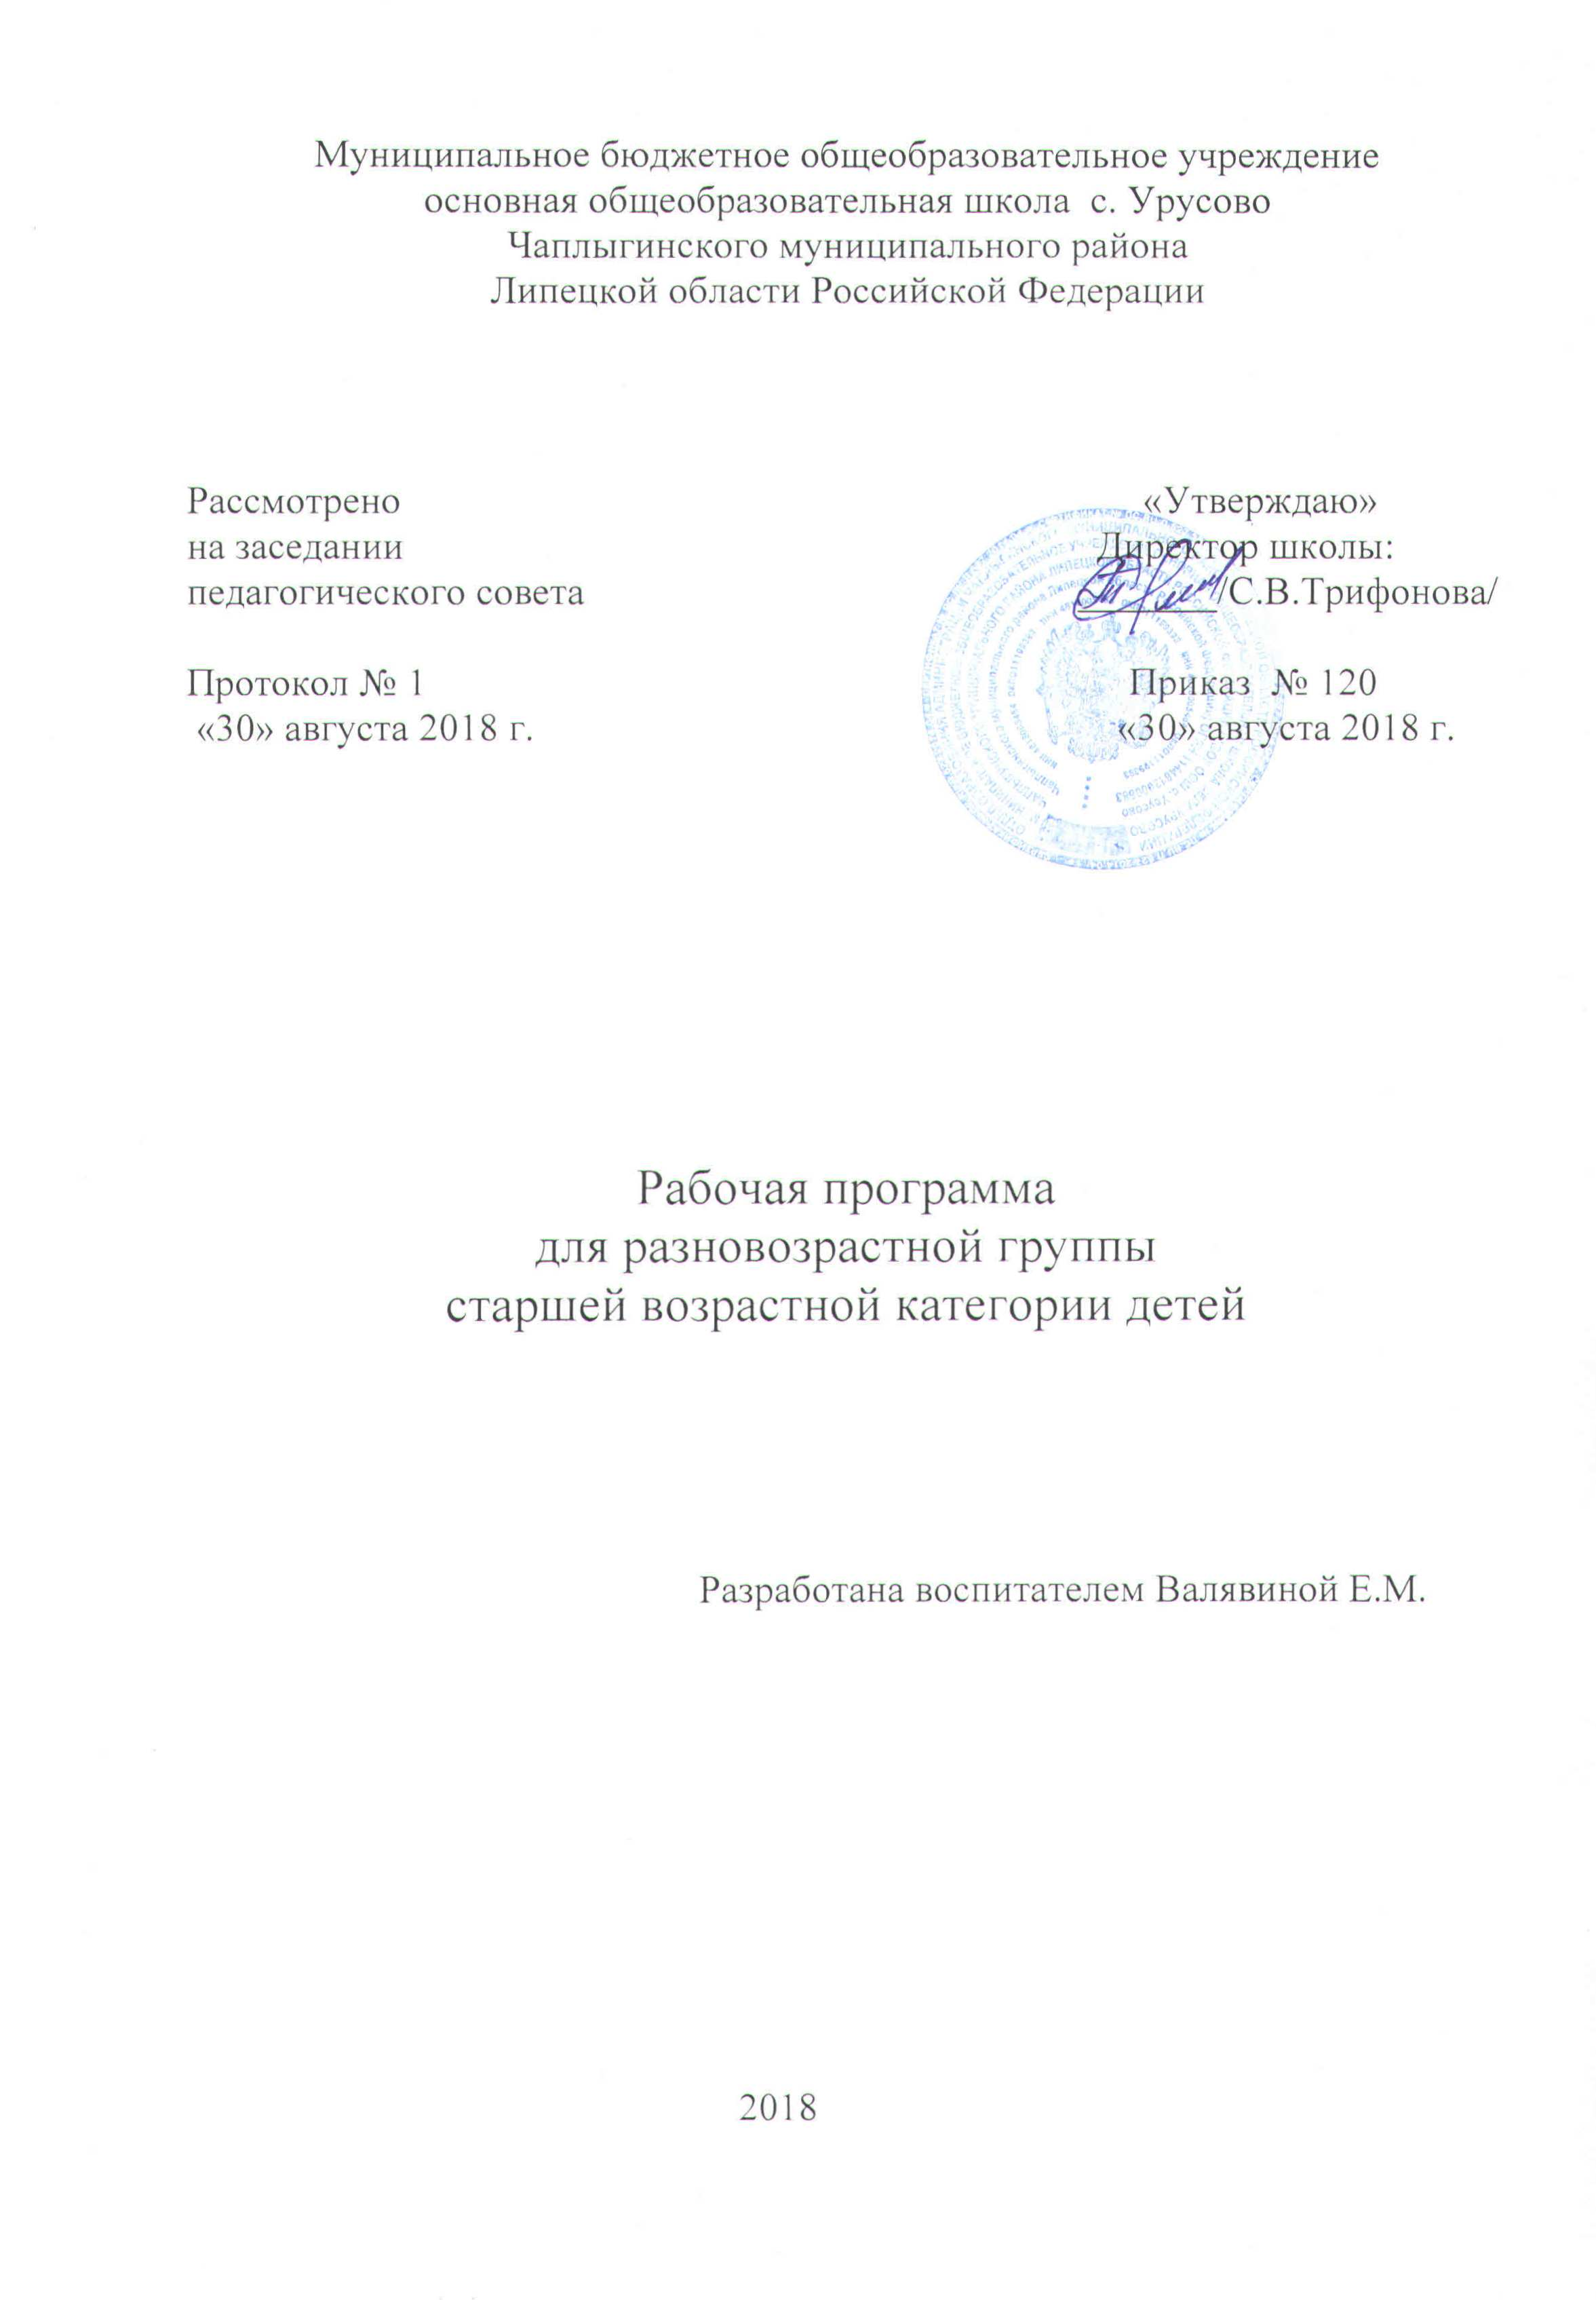 Муниципальное бюджетное общеобразовательное учреждение
основная общеобразовательная школа с. Урусово
Чаплыгинского муниципального района
Липецкой области Российской Федерации
Рассмотрено
на заседании
педагогического совета
Протокол № 1
«30» августа 2018 г.
«Утверждаю»
Директор школы:
/С.В.Трифонова/
Приказ № 120
«30» августа 2018 г.
Рабочая программа
для разновозрастной группы
старшей возрастной категории детей
Разработана воспитателем Валявиной Е.М.
2018